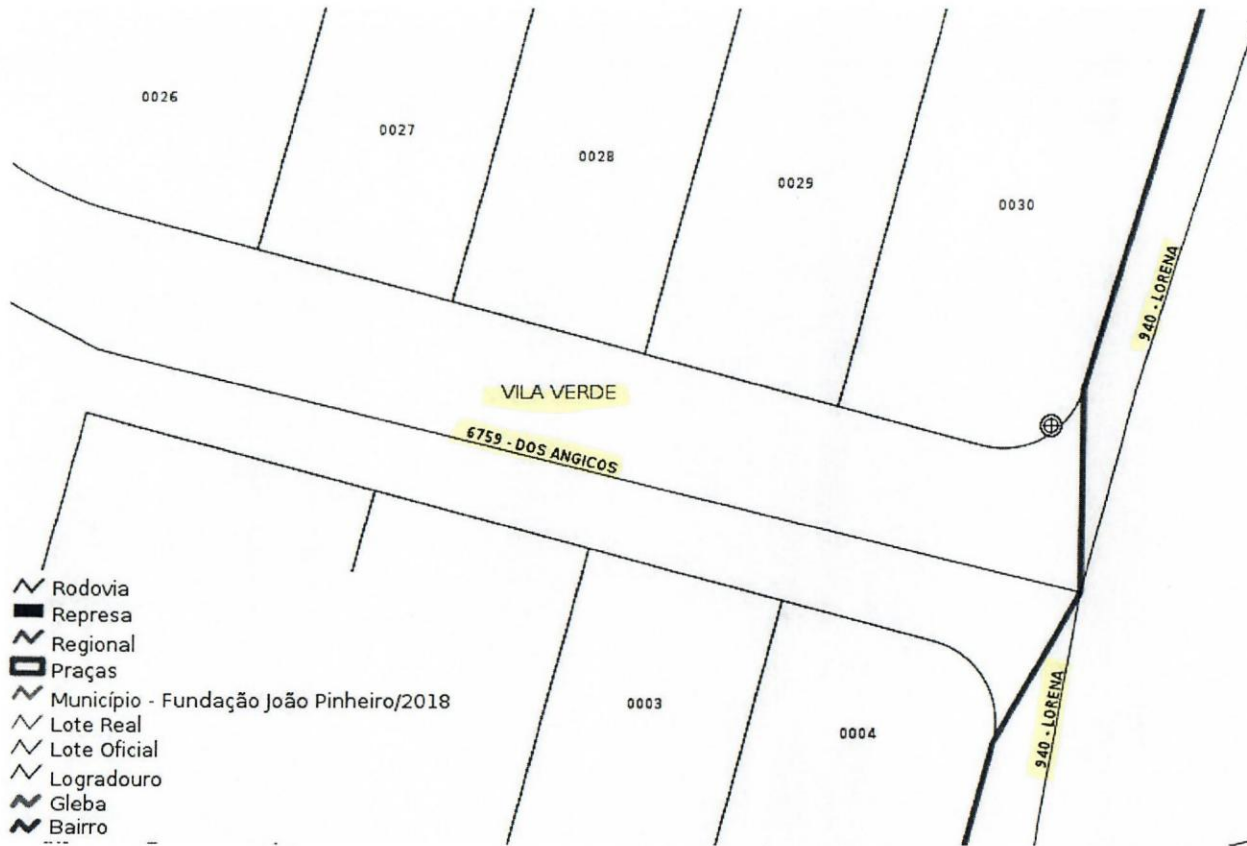 0026
0027
0028
0029
0030
940 - LORENA
VILA VERDE
6759 - DOS ANGICOS
Rodovia
Represa
Regional
Praças
Município - Fundação João Pinheiro/2018
Lote Real
Lote Oficial
Logradouro
Gleba
Bairro
0003
0004
940 - LORENA